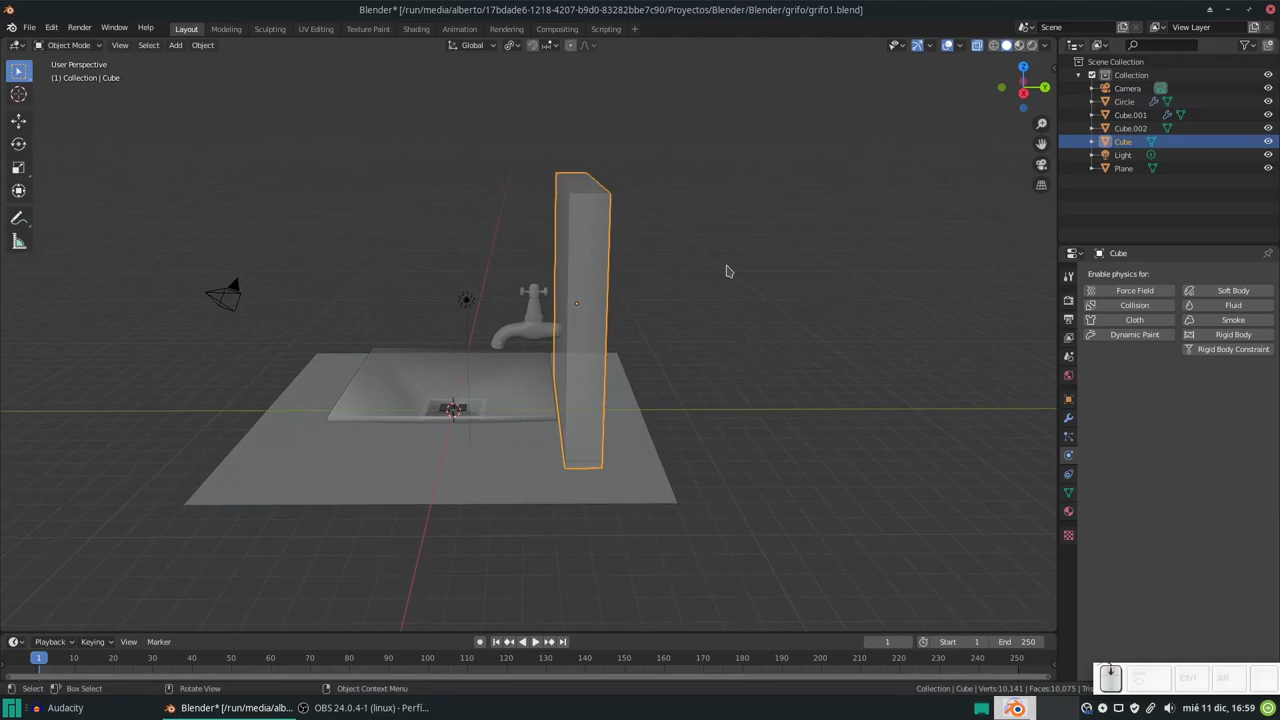 Blender* [/run/media/alberto/17bdade6-1218-4207-b9d0-83282bbe7c90/Proyectos/Blender/grifo/grifo1.blend]
File Edit Render Window Help Layout Modeling Sculpting UV Editing Texture Paint Shading Animation Rendering Compositing Scripting + Scene View Layer
Object Mode View Select Add Object Global
User Perspective
(1) Collection | Cube
Z
Y
X
Scene Collection
Collection
Camera
Circle
Cube.001
Cube.002
Cube
Light
Plane
Cube
Enable physics for:
Force Field Soft Body
Collision Fluid
Cloth Smoke
Dynamic Paint Rigid Body
Rigid Body Constraint
Playback Keying View Marker 1 Start 1 End 250
1 10 20 30 40 50 60 70 80 90 100 110 120 130 140 150 160 170 180 190 200 210 220 230 240 250
Ctrl Alt
Select Box Select Rotate View Object Context Menu Collection | Cube | Verts:10,141 | Faces:10,075 | Tri
Audacity Blender* [/run/media/alb... OBS 24.0.4-1 (linux) - Perfi... mié 11 dic, 16:59